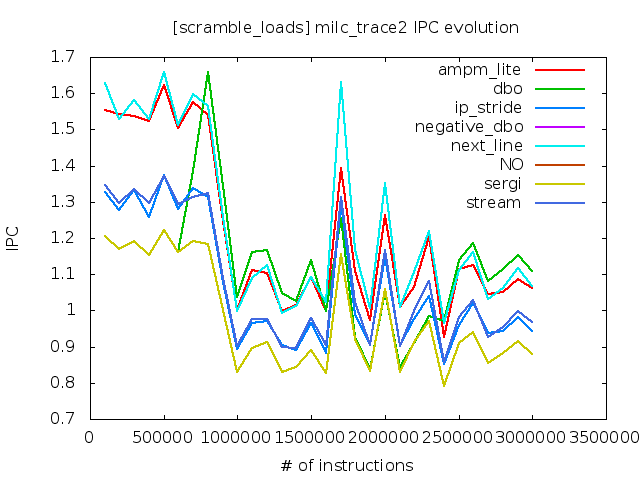 [scramble_loads] milc_trace2 IPC evolution
1.7
1.6
1.5
1.4
1.3
1.2
1.1
1
0.9
0.8
0.7
IPC
ampm_lite
dbo
ip_stride
negative_dbo
next_line
NO
sergi
stream
0 500000 1000000 1500000 2000000 2500000 3000000 3500000
# of instructions